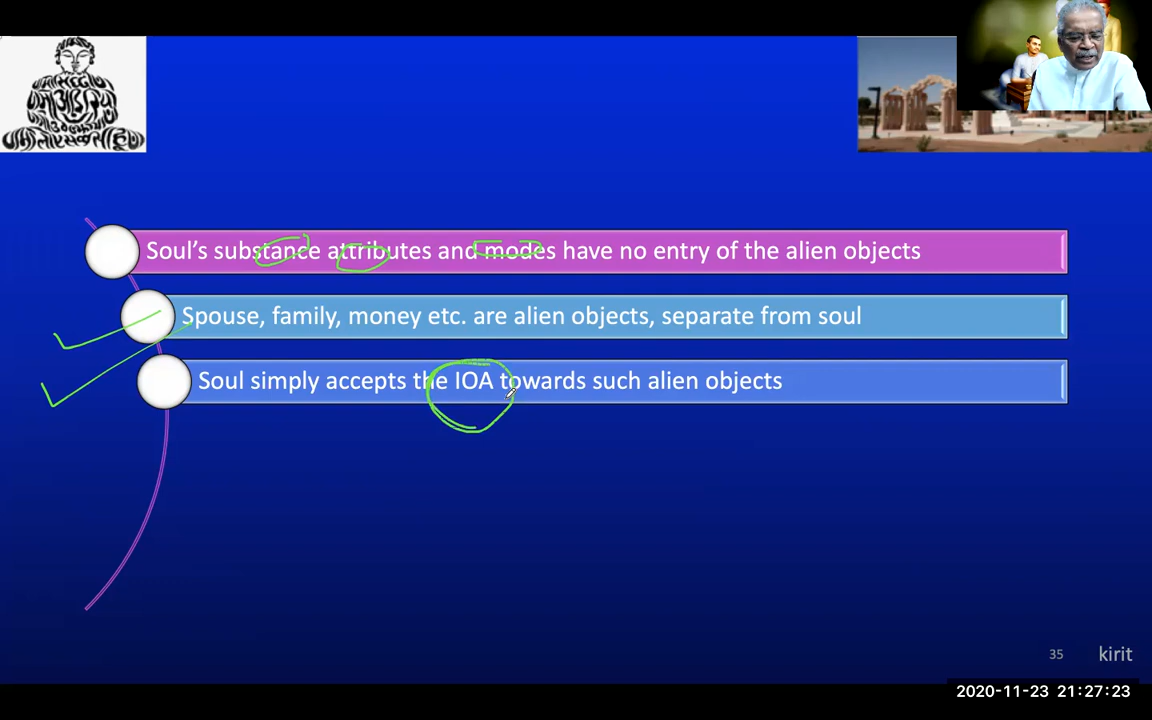 Soul's substance attributes and modes have no entry of the alien objects
Spouse, family, money etc. are alien objects, separate from soul
Soul simply accepts the IOA towards such alien objects
35 kirit
2020-11-23 21:27:23